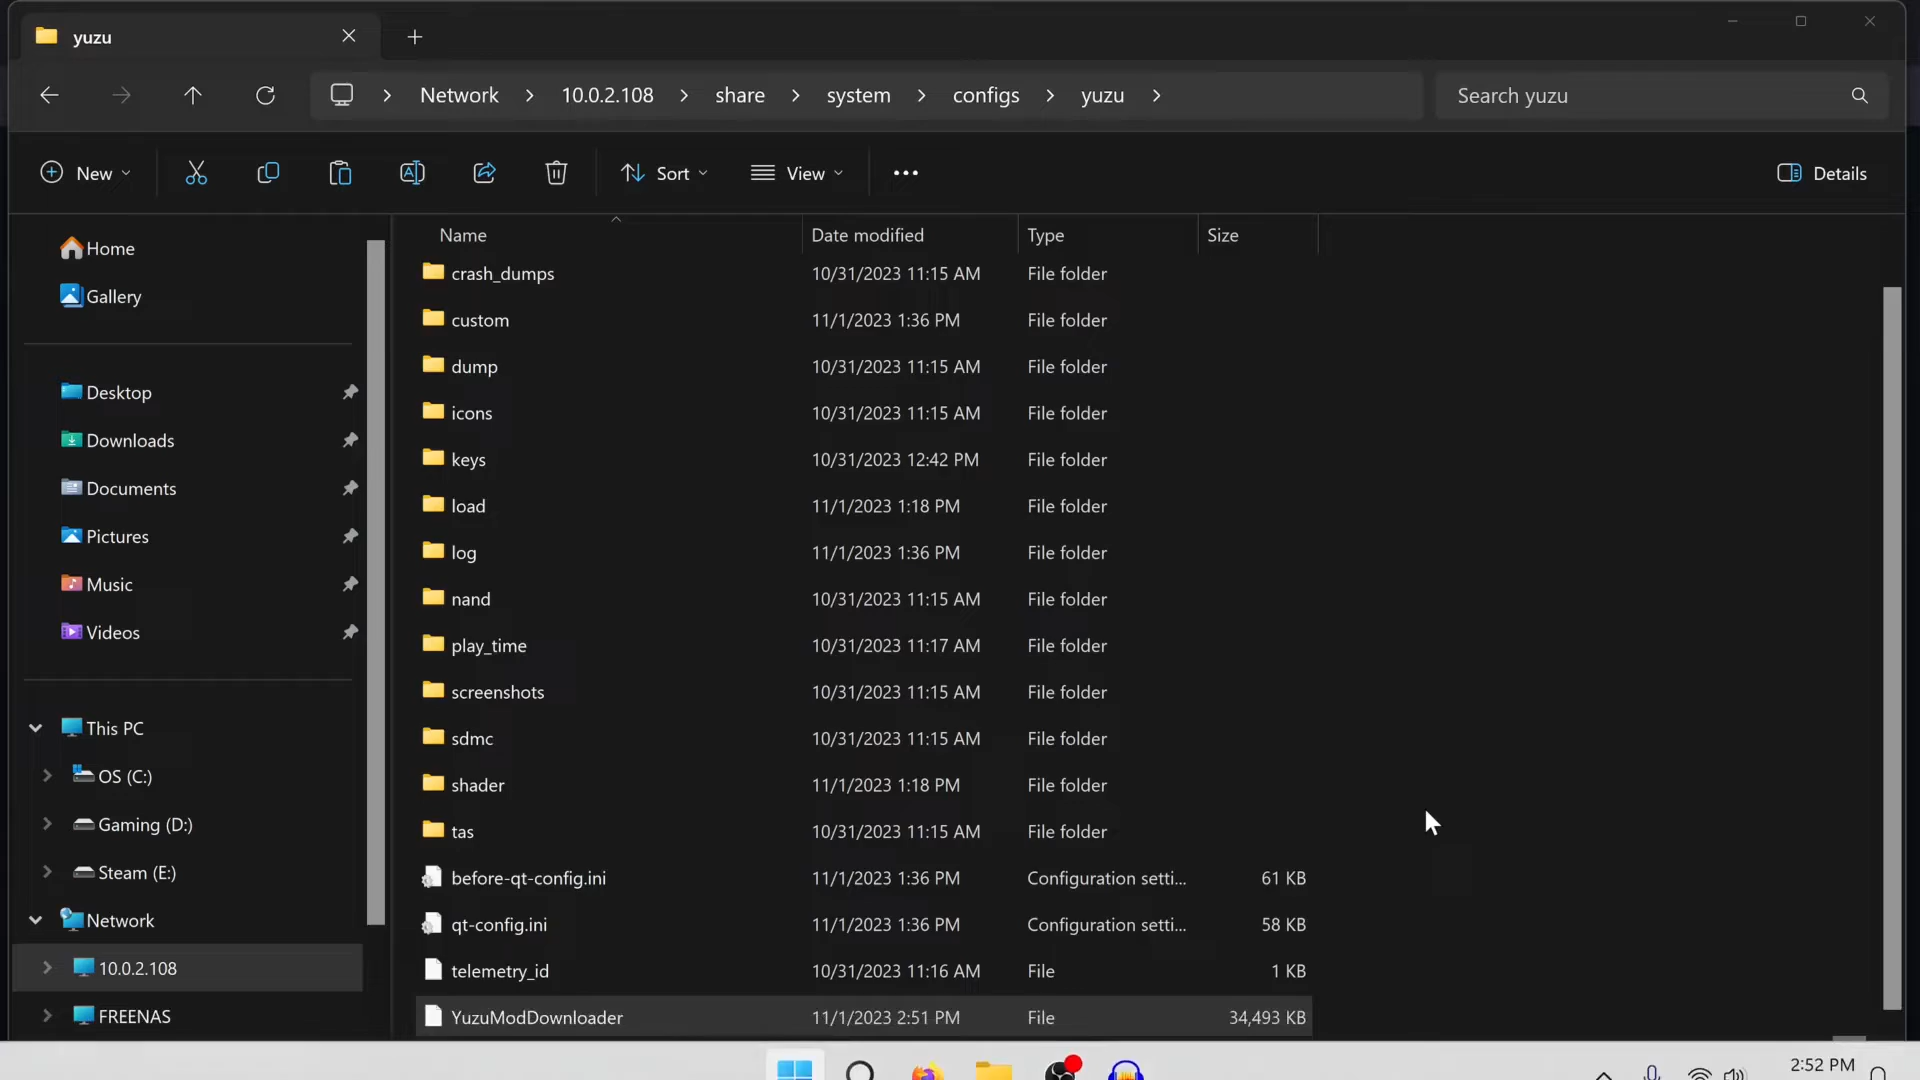 yuzu
Network
10.0.2.108
share
system
configs
yuzu
Search yuzu
New
Sort
View
Details
Name
Date modified
Type
Size
Home
Gallery
Desktop
Downloads
Documents
Pictures
Music
Videos
This PC
OS (C:)
Gaming (D:)
Steam (E:)
Network
10.0.2.108
FREENAS
crash_dumps 10/31/2023 11:15 AM File folder
custom 11/1/2023 1:36 PM File folder
dump 10/31/2023 11:15 AM File folder
icons 10/31/2023 11:15 AM File folder
keys 10/31/2023 12:42 PM File folder
load 11/1/2023 1:18 PM File folder
log 11/1/2023 1:36 PM File folder
nand 10/31/2023 11:15 AM File folder
play_time 10/31/2023 11:17 AM File folder
screenshots 10/31/2023 11:15 AM File folder
sdmc 10/31/2023 11:15 AM File folder
shader 11/1/2023 1:18 PM File folder
tas 10/31/2023 11:15 AM File folder
before-qt-config.ini 11/1/2023 1:36 PM Configuration setti... 61 KB
qt-config.ini 11/1/2023 1:36 PM Configuration setti... 58 KB
telemetry_id 10/31/2023 11:16 AM File 1 KB
YuzuModDownloader 11/1/2023 2:51 PM File 34,493 KB
2:52 PM